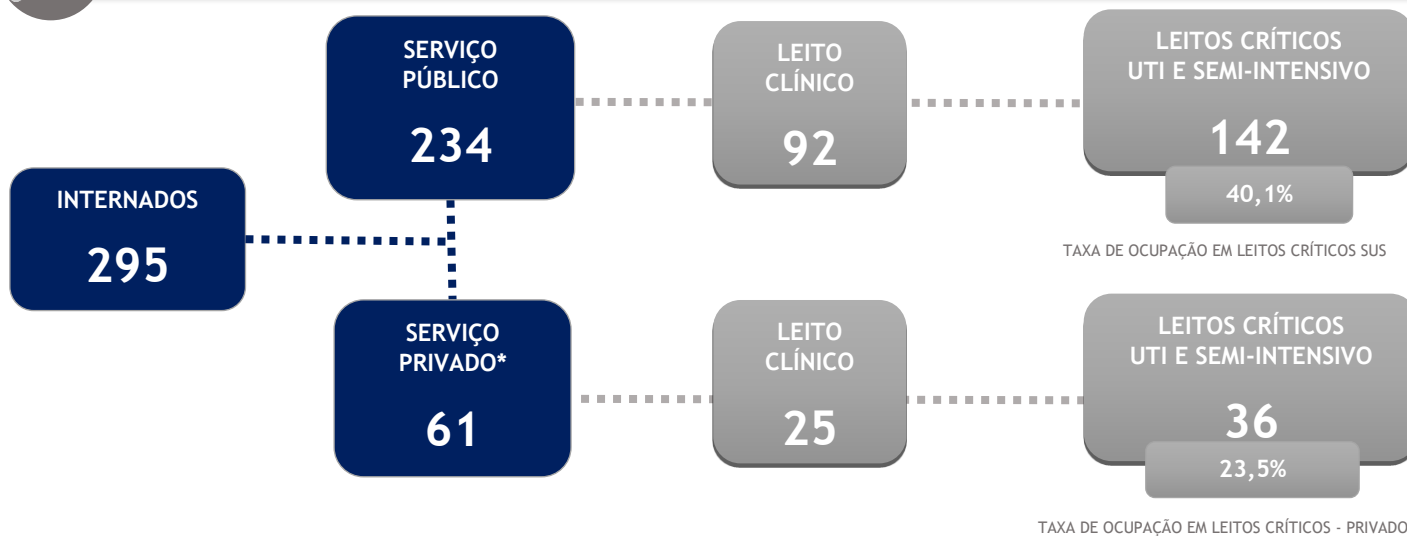 INTERNADOS
295
SERVIÇO
PÚBLICO
234
LEITO
CLÍNICO
92
LEITOS CRÍTICOS
UTI E SEMI-INTENSIVO
142
40,1%
TAXA DE OCUPAÇÃO EM LEITOS CRÍTICOS SUS
SERVIÇO
PRIVADO*
61
LEITO
CLÍNICO
25
LEITOS CRÍTICOS
UTI E SEMI-INTENSIVO
36
23,5%
TAXA DE OCUPAÇÃO EM LEITOS CRÍTICOS - PRIVADO